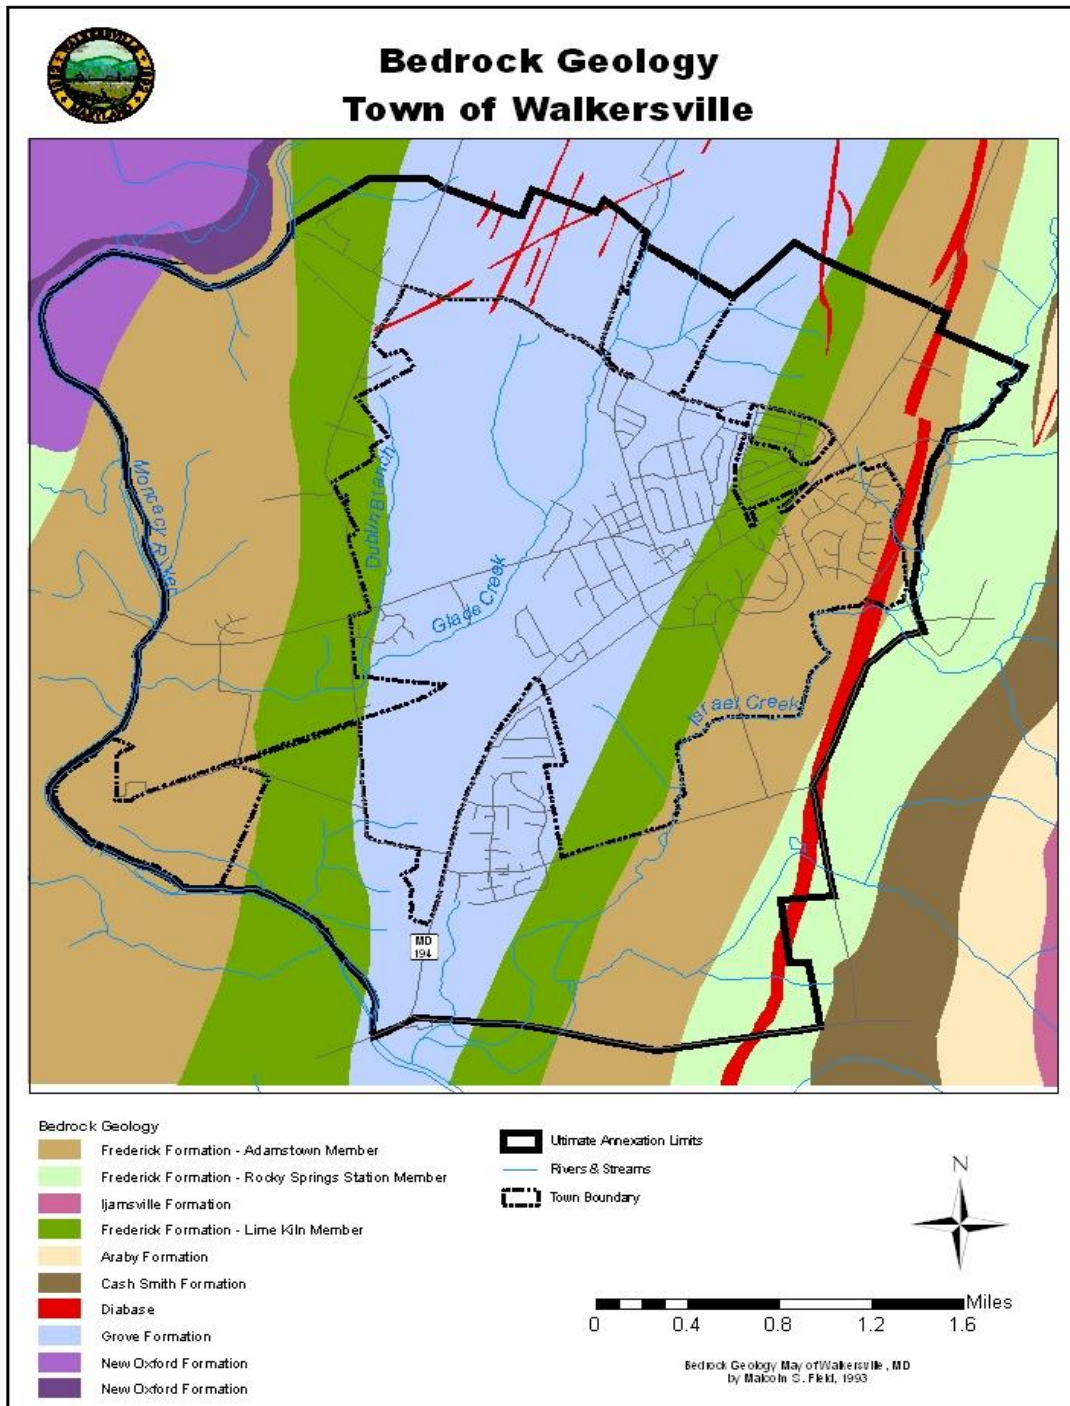 Bedrock Geology
Town of Walkersville
Monocacy River
Dublin Branch
Glade Creek
Israel Creek
MD
194
Bedrock Geology
Frederick Formation - Adamstown Member
Frederick Formation - Rocky Springs Station Member
Ijamsville Formation
Frederick Formation - Lime Kiln Member
Araby Formation
Cash Smith Formation
Diabase
Grove Formation
New Oxford Formation
New Oxford Formation
Ultimate Annexation Limits
Rivers & Streams
Town Boundary
N
Miles
0 0.4 0.8 1.2 1.6
Bedrock Geology May of Walkersville, MD
by Malcoln S. Field, 1993